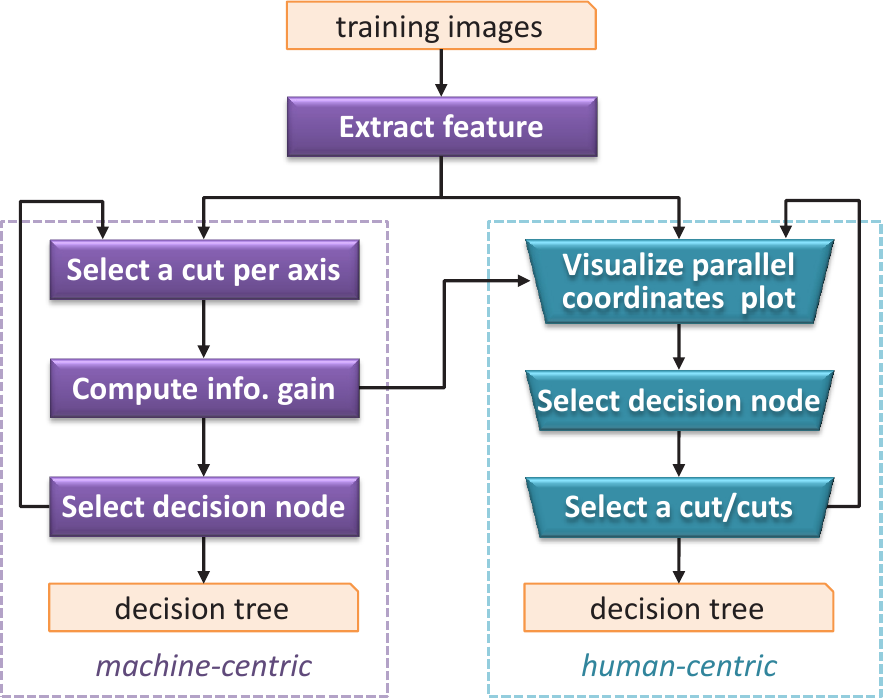 training images
Extract feature
Select a cut per axis
Compute info. gain
Select decision node
decision tree
machine-centric
Visualize parallel
coordinates plot
Select decision node
Select a cut/cuts
decision tree
human-centric